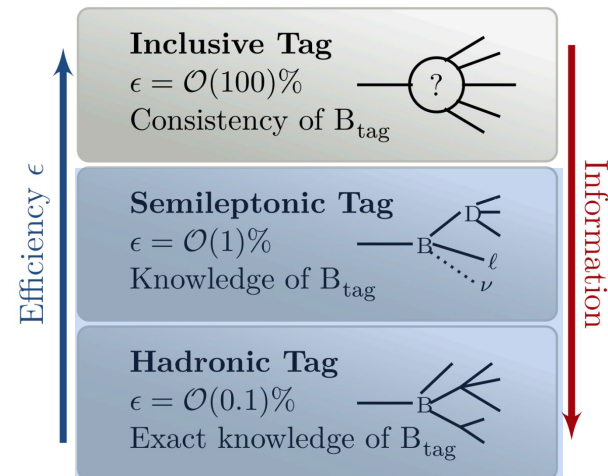 Inclusive Tag
ϵ = 𝒪(100)%
Consistency of B_tag
?
Semileptonic Tag
ϵ = 𝒪(1)%
Knowledge of B_tag
B
D
ℓ
ν
Hadronic Tag
ϵ = 𝒪(0.1)%
Exact knowledge of B_tag
B
Efficiency ϵ
Information